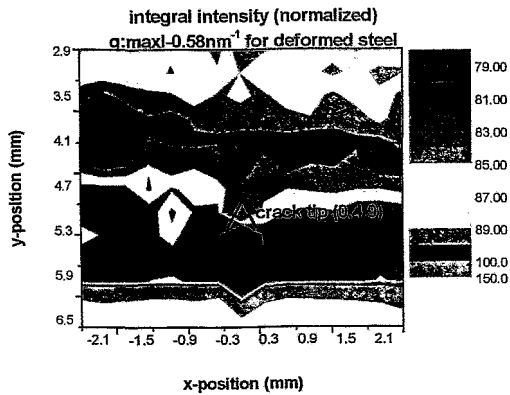 integral intensity (normalized)
q:maxl-0.58nm⁻¹ for deformed steel
2.9
3.5
4.1
4.7
5.3
5.9
6.5
y-position (mm)
crack tip (0,4.9)
79.00
81.00
83.00
85.00
87.00
89.00
100.0
150.0
-2.1 -1.5 -0.9 -0.3 0.3 0.9 1.5 2.1
x-position (mm)